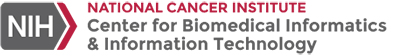 NIH
NATIONAL CANCER INSTITUTE
Center for Biomedical Informatics
& Information Technology